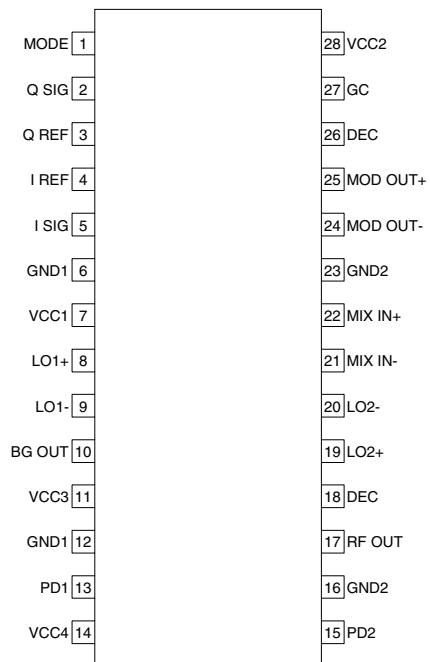 MODE 1 28 VCC2
Q SIG 2 27 GC
Q REF 3 26 DEC
I REF 4 25 MOD OUT+
I SIG 5 24 MOD OUT-
GND1 6 23 GND2
VCC1 7 22 MIX IN+
LO1+ 8 21 MIX IN-
LO1- 9 20 LO2-
BG OUT 10 19 LO2+
VCC3 11 18 DEC
GND1 12 17 RF OUT
PD1 13 16 GND2
VCC4 14 15 PD2